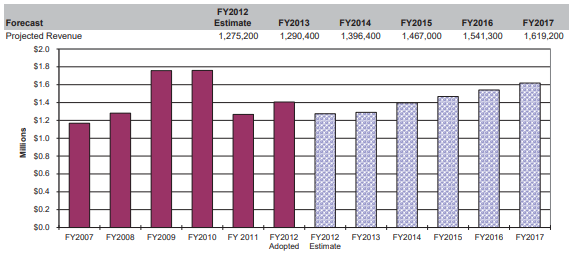 FY2012
Forecast Estimate FY2013 FY2014 FY2015 FY2016 FY2017
Projected Revenue 1,275,200 1,290,400 1,396,400 1,467,000 1,541,300 1,619,200
$2.0
$1.8
$1.6
$1.4
$1.2
$1.0
$0.8
$0.6
$0.4
$0.2
$0.0
Millions
FY2007 FY2008 FY2009 FY2010 FY 2011 FY2012 FY2012 FY2013 FY2014 FY2015 FY2016 FY2017
Adopted Estimate